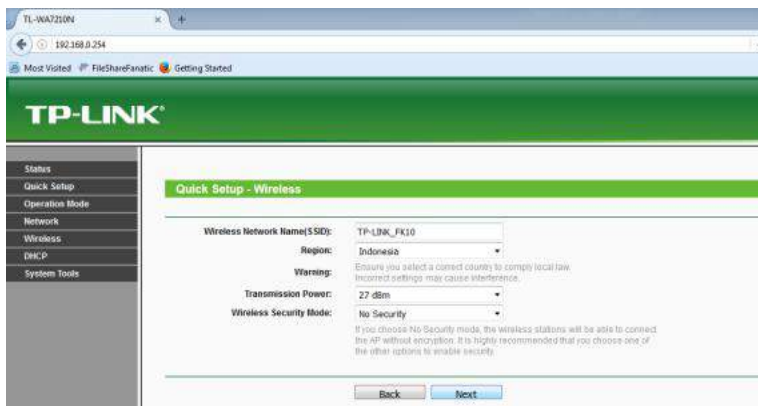 TL-WA7210N
192.168.0.254
Most Visited FileShareFanatic Getting Started
TP-LINK
Status
Quick Setup
Operation Mode
Network
Wireless
DHCP
System Tools
Quick Setup - Wireless
Wireless Network Name(SSID): TP-LINK_FK10
Region: Indonesia
Warning: Ensure you select a correct country to comply local law.
Incorrect settings may cause interference.
Transmission Power: 27 dBm
Wireless Security Mode: No Security
If you choose No Security mode, the wireless stations will be able to connect
the AP without encryption. It is highly recommended that you choose one of
the other options to enable security.
Back Next